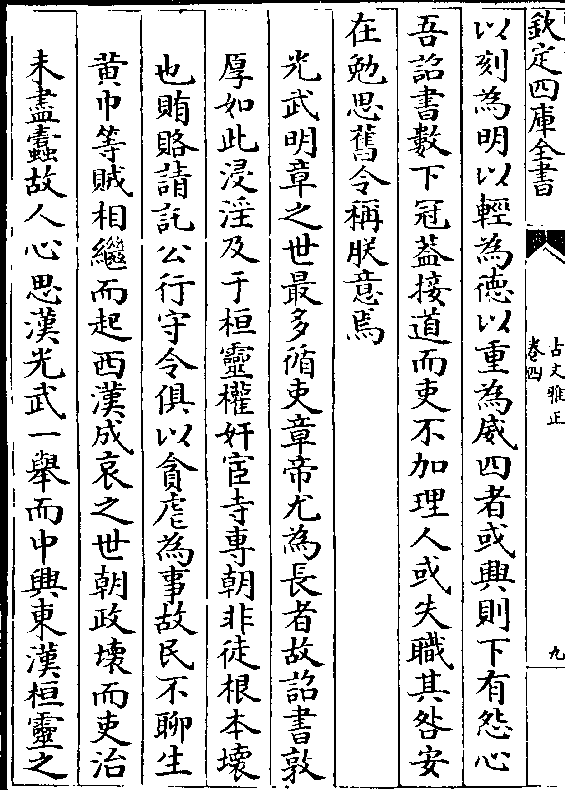 欽定四庫全書
古文雅正
卷四
九
以刻為明以輕為德以重為威四者或興則下有怨心
吾詔書數下冠蓋接道而吏不加理人或失職其咎安
在勉思舊令稱朕意焉
光武明章之世最多循吏章帝尤為長者故詔書敦
厚如此浸淫及于桓靈權奸宦寺專朝非徒根本壞
也賄賂請託公行守令俱以貪虐為事故民不聊生
黄巾等賊相繼而起西漢成哀之世朝政壊而吏治
未盡蠹故人心思漢光武一舉而中興東漢桓靈之